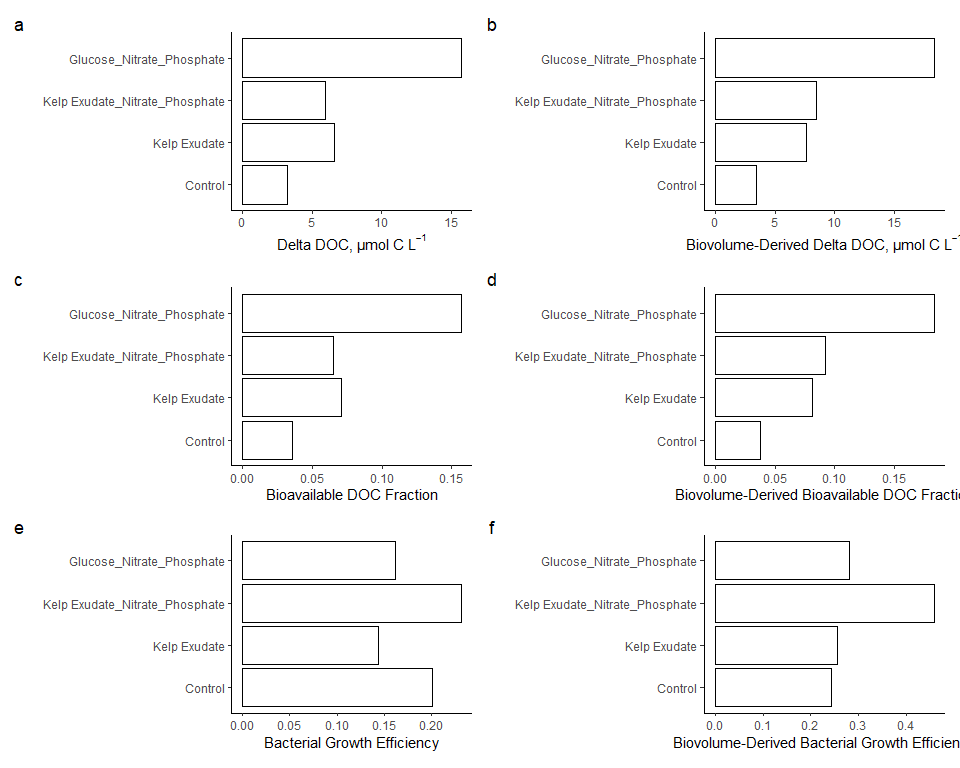 a
Glucose_Nitrate_Phosphate
Kelp Exudate_Nitrate_Phosphate
Kelp Exudate
Control
0 5 10 15
Delta DOC, µmol C L⁻¹
b
Glucose_Nitrate_Phosphate
Kelp Exudate_Nitrate_Phosphate
Kelp Exudate
Control
0 5 10 15
Biovolume-Derived Delta DOC, µmol C L⁻¹
c
Glucose_Nitrate_Phosphate
Kelp Exudate_Nitrate_Phosphate
Kelp Exudate
Control
0.00 0.05 0.10 0.15
Bioavailable DOC Fraction
d
Glucose_Nitrate_Phosphate
Kelp Exudate_Nitrate_Phosphate
Kelp Exudate
Control
0.00 0.05 0.10 0.15
Biovolume-Derived Bioavailable DOC Fracti
e
Glucose_Nitrate_Phosphate
Kelp Exudate_Nitrate_Phosphate
Kelp Exudate
Control
0.00 0.05 0.10 0.15 0.20
Bacterial Growth Efficiency
f
Glucose_Nitrate_Phosphate
Kelp Exudate_Nitrate_Phosphate
Kelp Exudate
Control
0.0 0.1 0.2 0.3 0.4
Biovolume-Derived Bacterial Growth Efficien